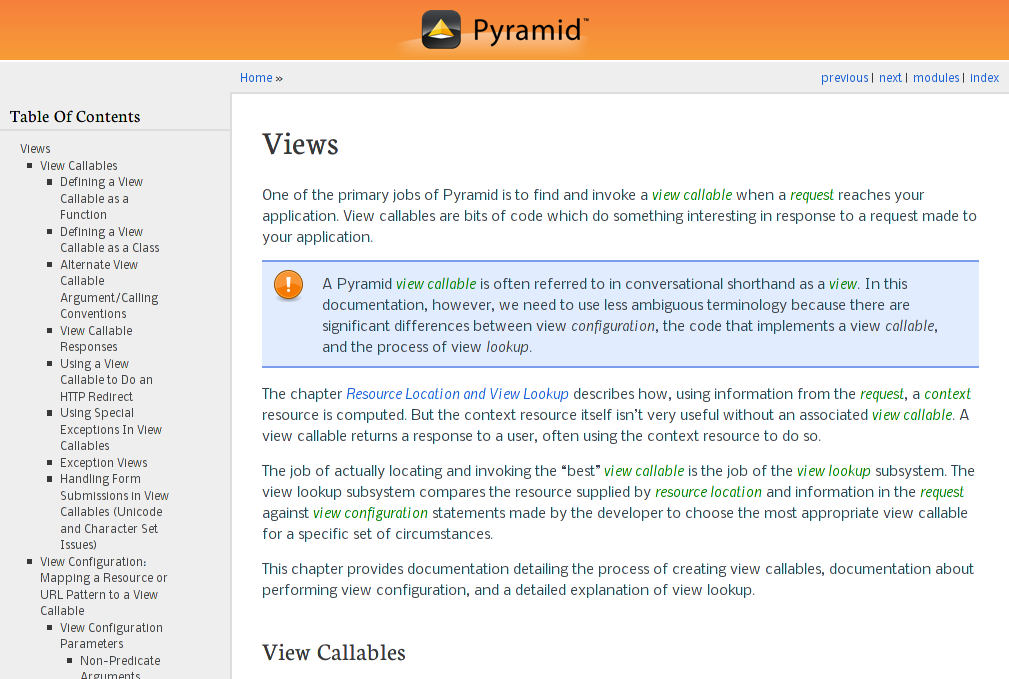 Pyramid™
Home »
previous | next | modules | index
Table Of Contents
Views
View Callables
Defining a View
Callable as a
Function
Defining a View
Callable as a Class
Alternate View
Callable
Argument/Calling
Conventions
View Callable
Responses
Using a View
Callable to Do an
HTTP Redirect
Using Special
Exceptions In View
Callables
Exception Views
Handling Form
Submissions in View
Callables (Unicode
and Character Set
Issues)
View Configuration:
Mapping a Resource or
URL Pattern to a View
Callable
View Configuration
Parameters
Non-Predicate
Arguments
Views
One of the primary jobs of Pyramid is to find and invoke a view callable when a request reaches your
application. View callables are bits of code which do something interesting in response to a request made to
your application.
A Pyramid view callable is often referred to in conversational shorthand as a view. In this
documentation, however, we need to use less ambiguous terminology because there are
significant differences between view configuration, the code that implements a view callable,
and the process of view lookup.
The chapter Resource Location and View Lookup describes how, using information from the request, a context
resource is computed. But the context resource itself isn’t very useful without an associated view callable. A
view callable returns a response to a user, often using the context resource to do so.
The job of actually locating and invoking the “best” view callable is the job of the view lookup subsystem. The
view lookup subsystem compares the resource supplied by resource location and information in the request
against view configuration statements made by the developer to choose the most appropriate view callable
for a specific set of circumstances.
This chapter provides documentation detailing the process of creating view callables, documentation about
performing view configuration, and a detailed explanation of view lookup.
View Callables